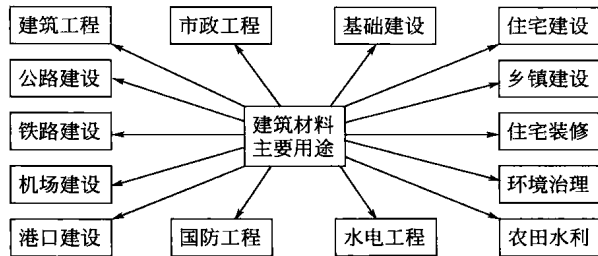 建筑工程
市政工程
基础建设
住宅建设
公路建设
乡镇建设
建筑材料
主要用途
铁路建设
住宅装修
机场建设
环境治理
港口建设
国防工程
水电工程
农田水利